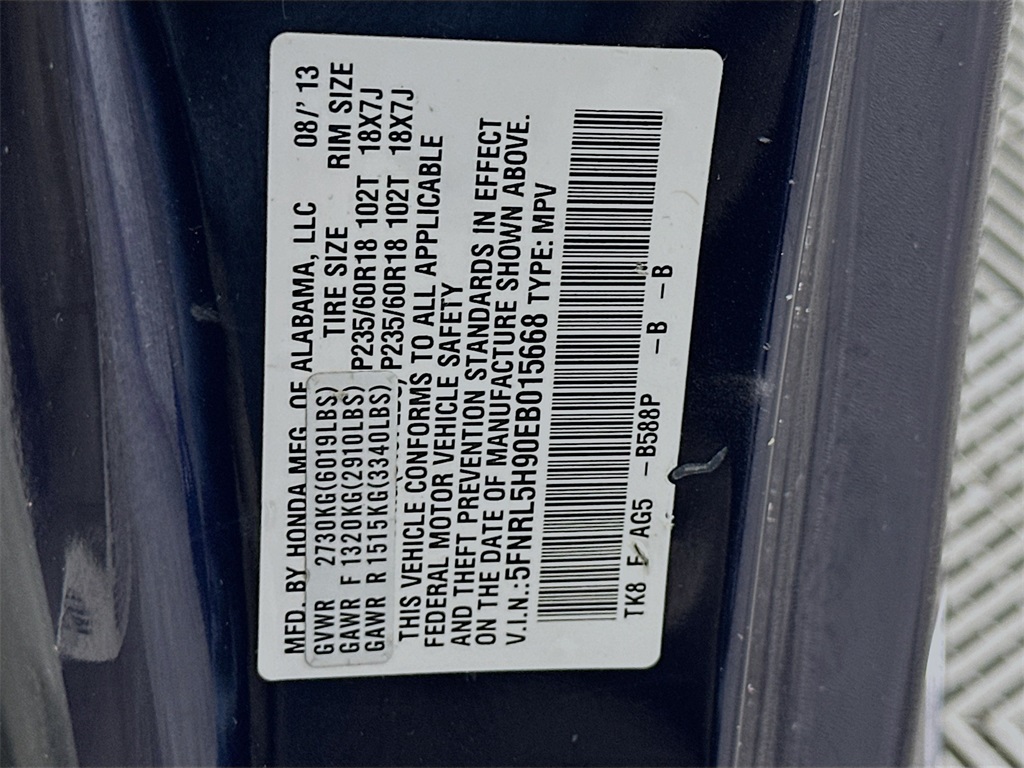 MFD. BY HONDA MFG. OF ALABAMA, LLC 08/' 13
TIRE SIZE RIM SIZE
GVWR 2730KG(6019LBS)
GAWR F 1320KG(2910LBS) P235/60R18 102T 18X7J
GAWR R 1515KG(3340LBS) P235/60R18 102T 18X7J
THIS VEHICLE CONFORMS TO ALL APPLICABLE
FEDERAL MOTOR VEHICLE SAFETY
AND THEFT PREVENTION STANDARDS IN EFFECT
ON THE DATE OF MANUFACTURE SHOWN ABOVE.
V.I.N.:5FNRL5H90EB015668 TYPE: MPV
TK8 E AG5 -B588P -B -B